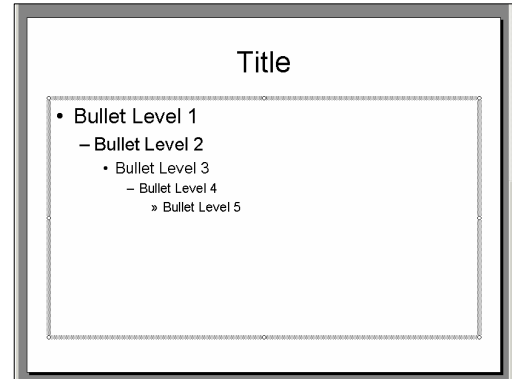 Title
• Bullet Level 1
– Bullet Level 2
• Bullet Level 3
– Bullet Level 4
» Bullet Level 5